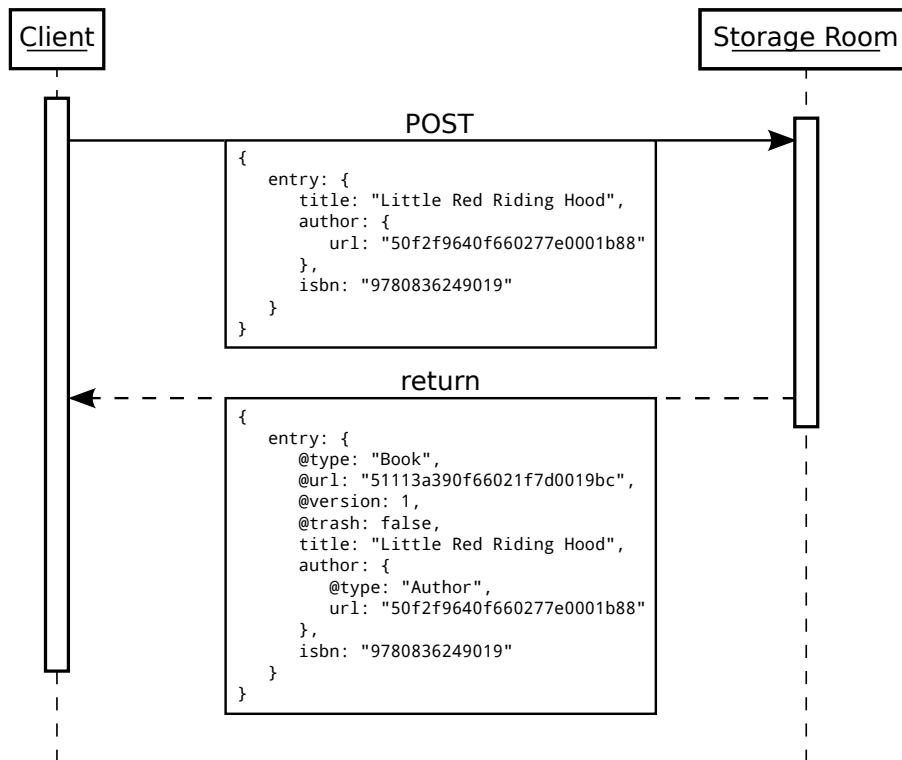 Client
Storage Room
POST
{
   entry: {
      title: "Little Red Riding Hood",
      author: {
         url: "50f2f9640f660277e0001b88"
      },
      isbn: "9780836249019"
   }
}
return
{
   entry: {
      @type: "Book",
      @url: "51113a390f66021f7d0019bc",
      @version: 1,
      @trash: false,
      title: "Little Red Riding Hood",
      author: {
         @type: "Author",
         url: "50f2f9640f660277e0001b88"
      },
      isbn: "9780836249019"
   }
}